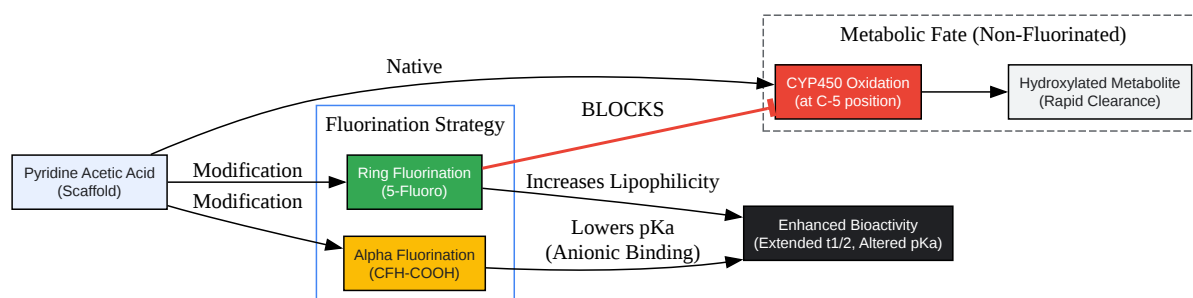 Metabolic Fate (Non-Fluorinated)
Native
CYP450 Oxidation
(at C-5 position)
Hydroxylated Metabolite
(Rapid Clearance)
BLOCKS
Fluorination Strategy
Pyridine Acetic Acid
(Scaffold)
Modification
Modification
Ring Fluorination
(5-Fluoro)
Increases Lipophilicity
Lowers pKa
(Anionic Binding)
Alpha Fluorination
(CFH-COOH)
Enhanced Bioactivity
(Extended t1/2, Altered pKa)